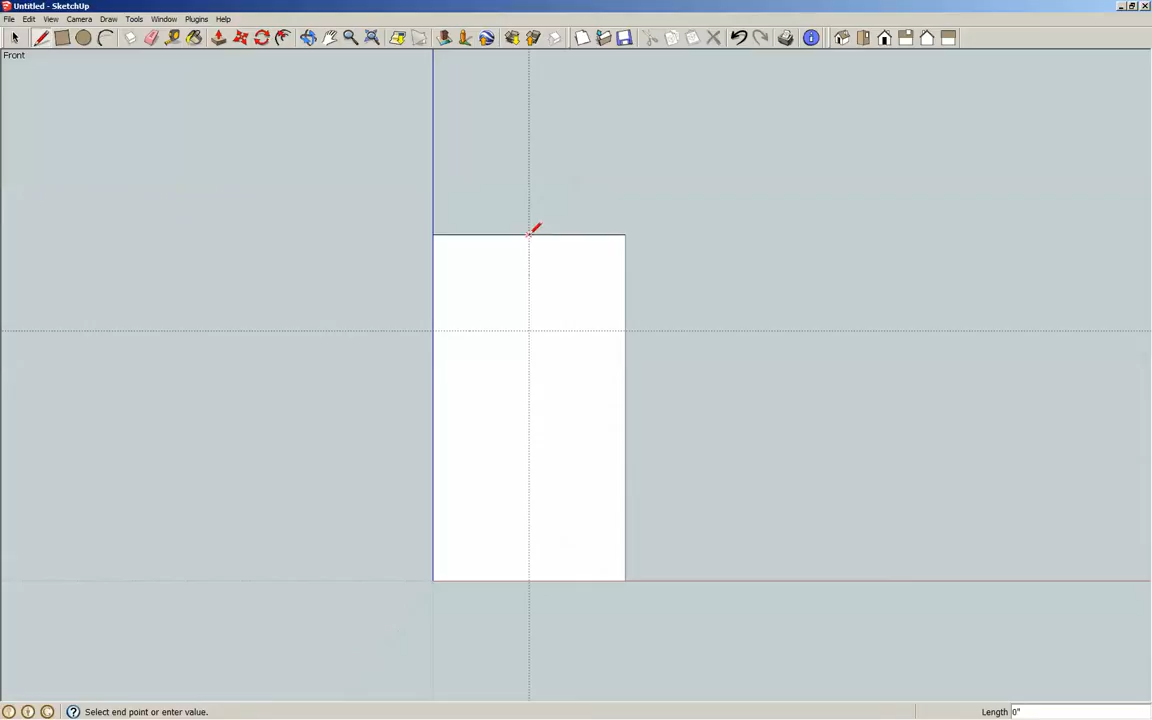 Untitled - SketchUp
File Edit View Camera Draw Tools Window Plugins Help
Front
Select end point or enter value.
Length 0"